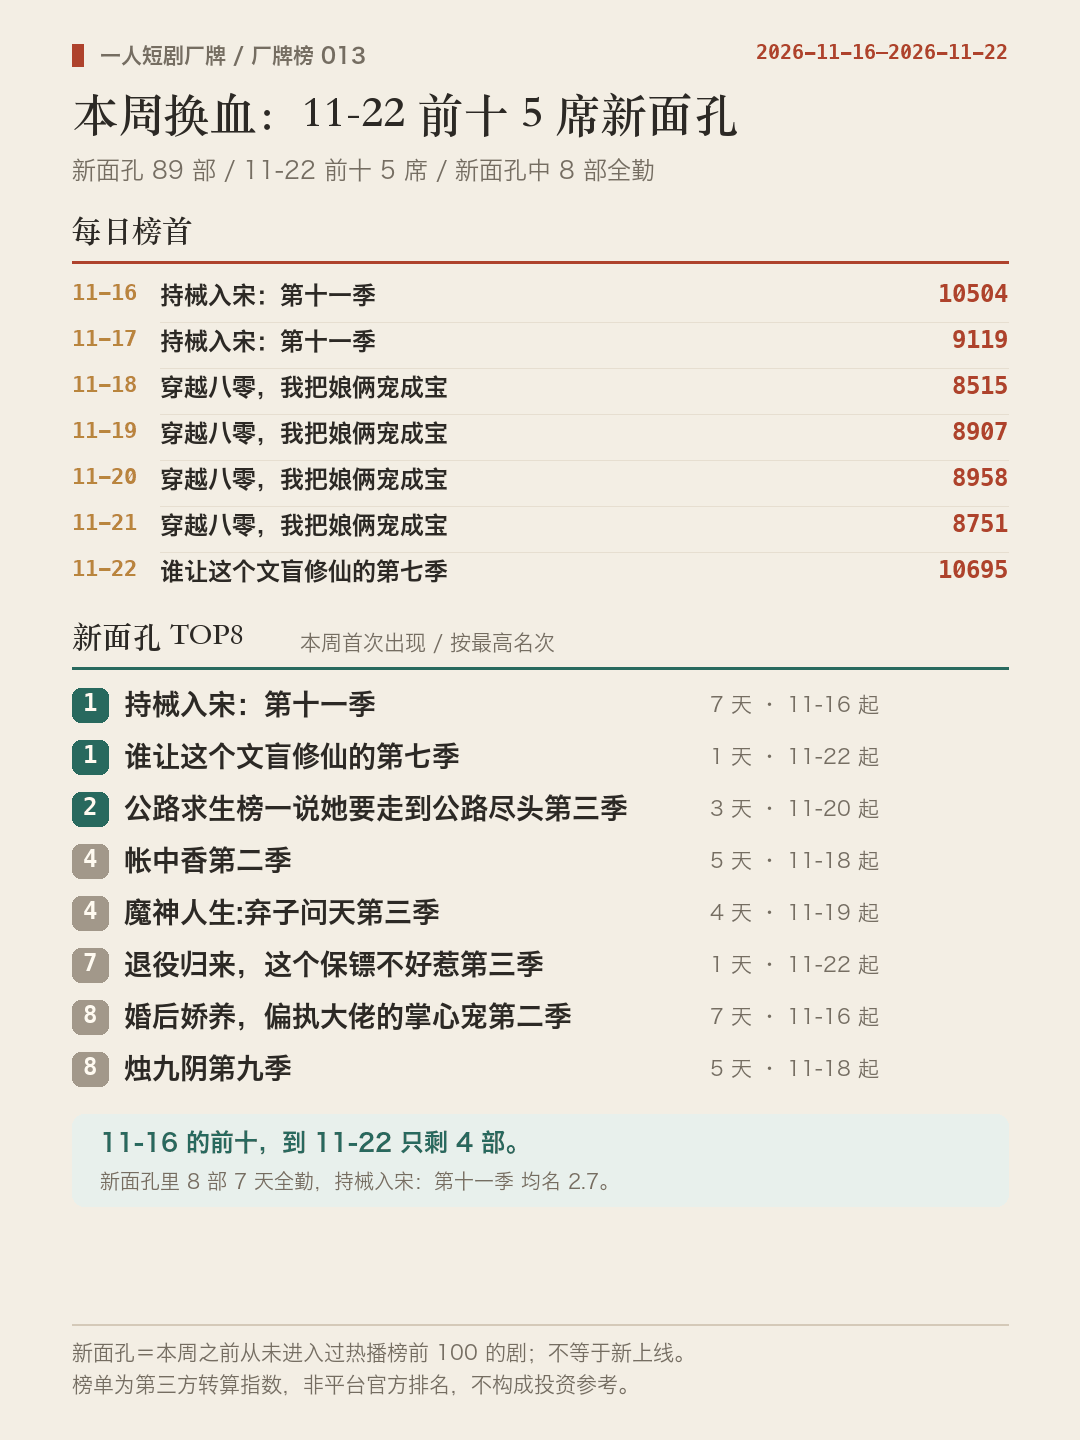 一人短剧厂牌 / 厂牌榜 013
2026-11-16—2026-11-22
本周换血：11-22 前十 5 席新面孔
新面孔 89 部 / 11-22 前十 5 席 / 新面孔中 8 部全勤
每日榜首
11-16 持械入宋：第十一季 10504
11-17 持械入宋：第十一季 9119
11-18 穿越八零，我把娘俩宠成宝 8515
11-19 穿越八零，我把娘俩宠成宝 8907
11-20 穿越八零，我把娘俩宠成宝 8958
11-21 穿越八零，我把娘俩宠成宝 8751
11-22 谁让这个文盲修仙的第七季 10695
新面孔 TOP8 本周首次出现 / 按最高名次
1 持械入宋：第十一季 7 天 · 11-16 起
1 谁让这个文盲修仙的第七季 1 天 · 11-22 起
2 公路求生榜一说她要走到公路尽头第三季 3 天 · 11-20 起
4 帐中香第二季 5 天 · 11-18 起
4 魔神人生:弃子问天第三季 4 天 · 11-19 起
7 退役归来，这个保镖不好惹第三季 1 天 · 11-22 起
8 婚后娇养，偏执大佬的掌心宠第二季 7 天 · 11-16 起
8 烛九阴第九季 5 天 · 11-18 起
11-16 的前十，到 11-22 只剩 4 部。
新面孔里 8 部 7 天全勤，持械入宋：第十一季 均名 2.7。
新面孔＝本周之前从未进入过热播榜前 100 的剧；不等于新上线。
榜单为第三方转算指数，非平台官方排名，不构成投资参考。